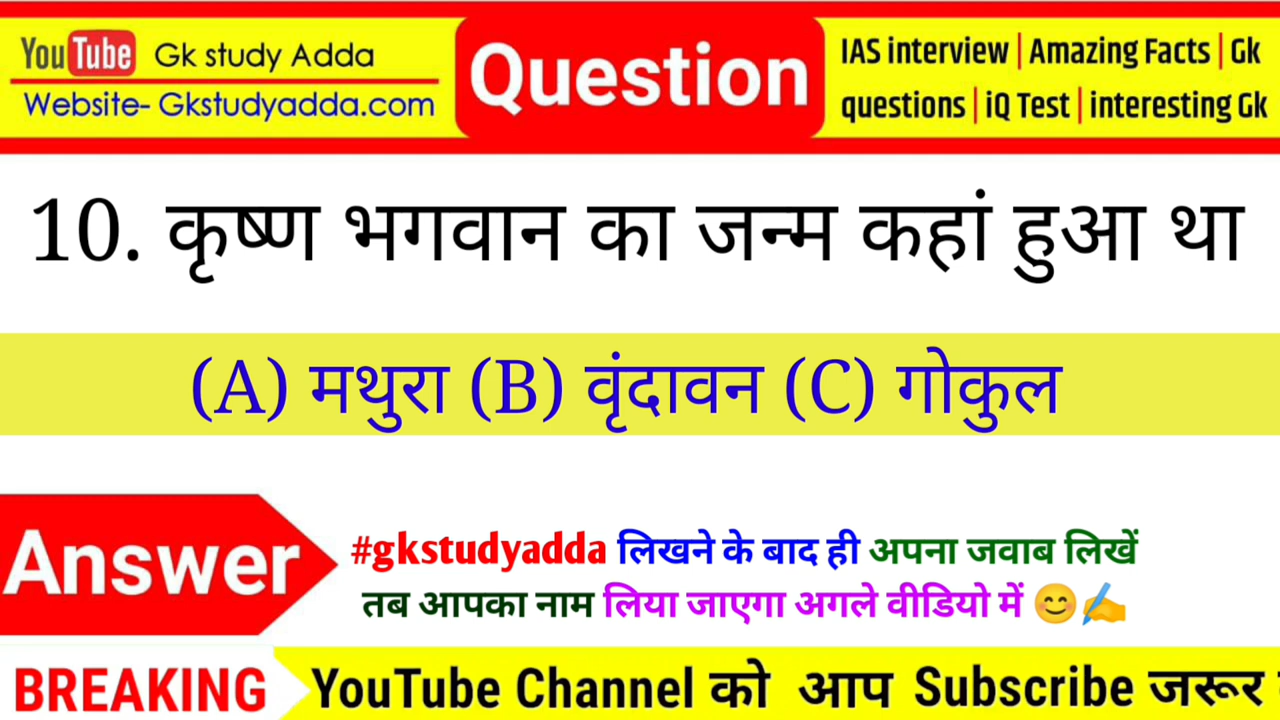 YouTube Gk study Adda
Website- Gkstudyadda.com
Question
IAS interview | Amazing Facts | Gk
questions | iQ Test | interesting Gk
10. कृष्ण भगवान का जन्म कहां हुआ था
(A) मथुरा (B) वृंदावन (C) गोकुल
Answer
#gkstudyadda लिखने के बाद ही अपना जवाब लिखें
तब आपका नाम लिया जाएगा अगले वीडियो में 😊✍️
BREAKING
YouTube Channel को आप Subscribe जरूर